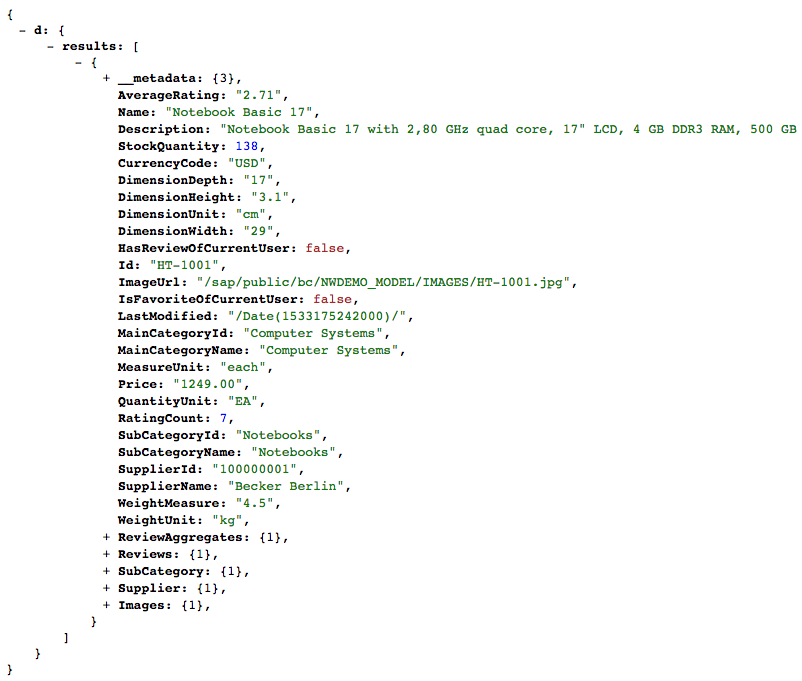 {
- d: {
- results: [
- {
+ __metadata: {3},
AverageRating: "2.71",
Name: "Notebook Basic 17",
Description: "Notebook Basic 17 with 2,80 GHz quad core, 17" LCD, 4 GB DDR3 RAM, 500 GB
StockQuantity: 138,
CurrencyCode: "USD",
DimensionDepth: "17",
DimensionHeight: "3.1",
DimensionUnit: "cm",
DimensionWidth: "29",
HasReviewOfCurrentUser: false,
Id: "HT-1001",
ImageUrl: "/sap/public/bc/NWDEMO_MODEL/IMAGES/HT-1001.jpg",
IsFavoriteOfCurrentUser: false,
LastModified: "/Date(1533175242000)/",
MainCategoryId: "Computer Systems",
MainCategoryName: "Computer Systems",
MeasureUnit: "each",
Price: "1249.00",
QuantityUnit: "EA",
RatingCount: 7,
SubCategoryId: "Notebooks",
SubCategoryName: "Notebooks",
SupplierId: "100000001",
SupplierName: "Becker Berlin",
WeightMeasure: "4.5",
WeightUnit: "kg",
+ ReviewAggregates: {1},
+ Reviews: {1},
+ SubCategory: {1},
+ Supplier: {1},
+ Images: {1},
}
]
}
}